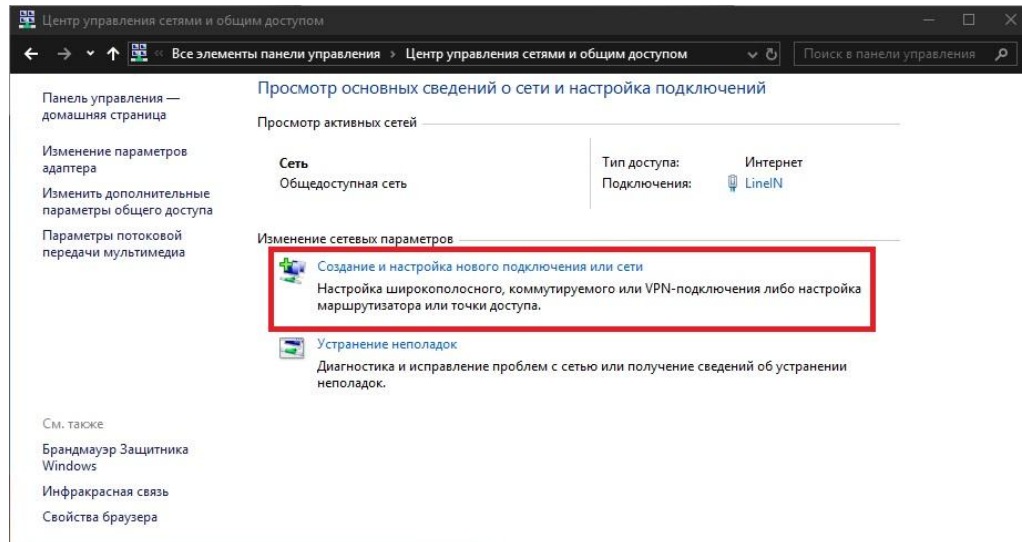 Центр управления сетями и общим доступом
« Все элементы панели управления › Центр управления сетями и общим доступом
Поиск в панели управления
Панель управления —
домашняя страница
Изменение параметров
адаптера
Изменить дополнительные
параметры общего доступа
Параметры потоковой
передачи мультимедиа
См. также
Брандмауэр Защитника
Windows
Инфракрасная связь
Свойства браузера
Просмотр основных сведений о сети и настройка подключений
Просмотр активных сетей
Сеть
Общедоступная сеть
Тип доступа: Интернет
Подключения: LineIN
Изменение сетевых параметров
Создание и настройка нового подключения или сети
Настройка широкополосного, коммутируемого или VPN-подключения либо настройка
маршрутизатора или точки доступа.
Устранение неполадок
Диагностика и исправление проблем с сетью или получение сведений об устранении
неполадок.